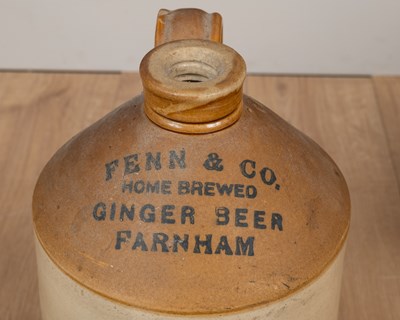 FENN & CO.
HOME BREWED
GINGER BEER
FARNHAM